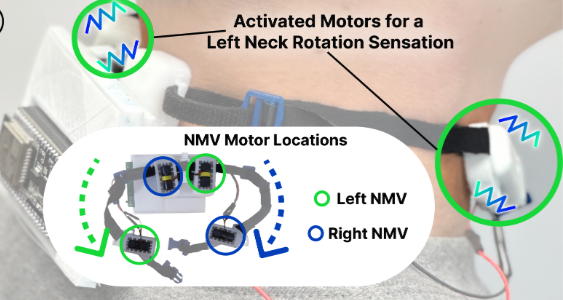 Activated Motors for a
Left Neck Rotation Sensation
NMV Motor Locations
Left NMV
Right NMV